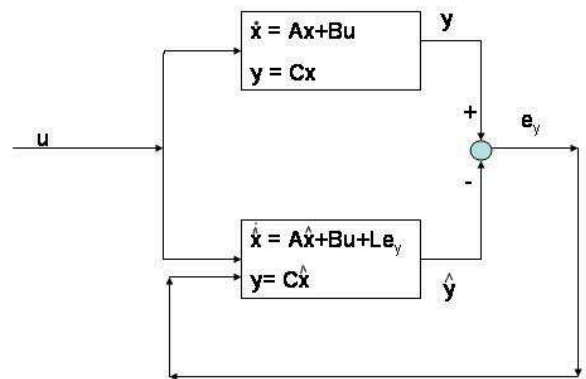 ẋ = Ax+Bu
y = Cx
y
+
e_y
u
-
x̂̇ = Ax̂+Bu+Le_y
y= Cx̂
ŷ